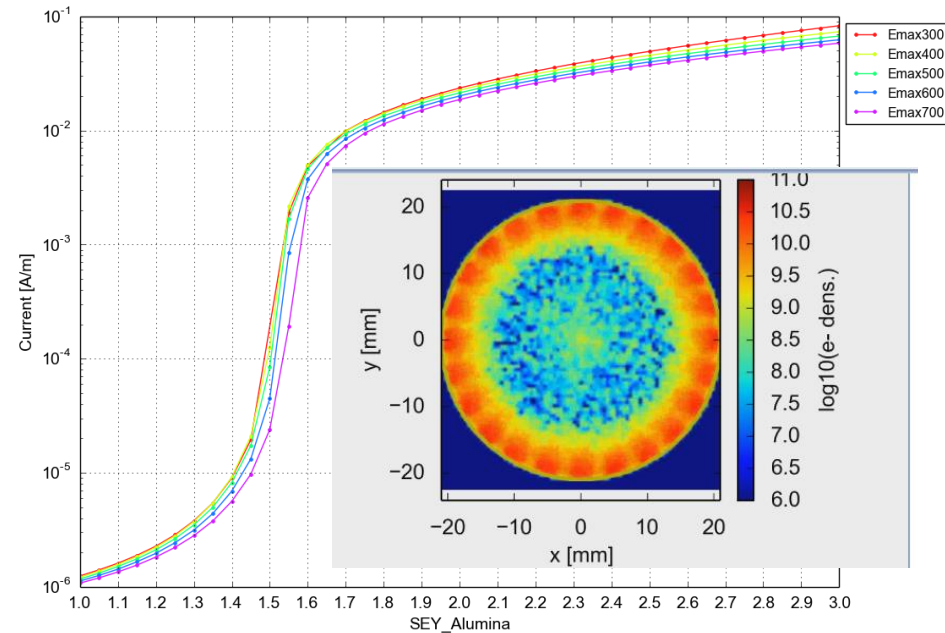 10⁻¹
10⁻²
10⁻³
10⁻⁴
10⁻⁵
10⁻⁶
Current [A/m]
1.0 1.1 1.2 1.3 1.4 1.5 1.6 1.7 1.8 1.9 2.0 2.1 2.2 2.3 2.4 2.5 2.6 2.7 2.8 2.9 3.0
SEY_Alumina
Emax300
Emax400
Emax500
Emax600
Emax700
20
10
0
−10
−20
y [mm]
−20 −10 0 10 20
x [mm]
11.0
10.5
10.0
9.5
9.0
8.5
8.0
7.5
7.0
6.5
6.0
log10(e- dens.)